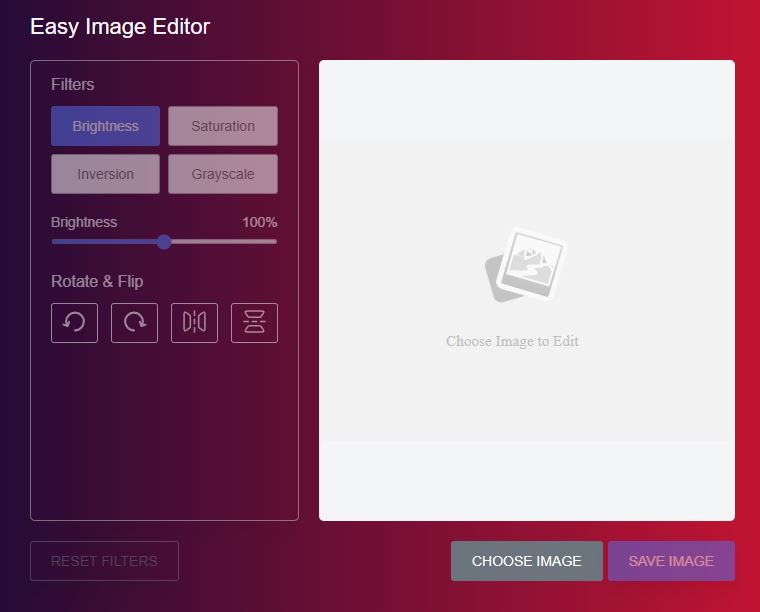 Easy Image Editor
Filters
Brightness Saturation
Inversion Grayscale
Brightness 100%
Rotate & Flip
Choose Image to Edit
RESET FILTERS CHOOSE IMAGE SAVE IMAGE